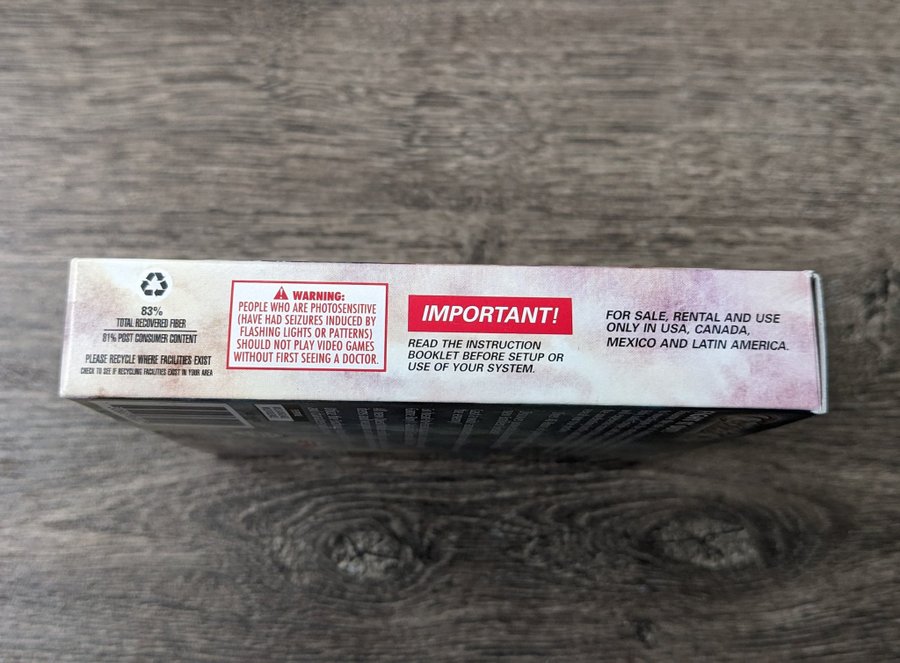 83%
TOTAL RECOVERED FIBER
81% POST CONSUMER CONTENT
PLEASE RECYCLE WHERE FACILITIES EXIST
CHECK TO SEE IF RECYCLING FACILITIES EXIST IN YOUR AREA
WARNING:
PEOPLE WHO ARE PHOTOSENSITIVE
(HAVE HAD SEIZURES INDUCED BY
FLASHING LIGHTS OR PATTERNS)
SHOULD NOT PLAY VIDEO GAMES
WITHOUT FIRST SEEING A DOCTOR.
IMPORTANT!
READ THE INSTRUCTION
BOOKLET BEFORE SETUP OR
USE OF YOUR SYSTEM.
FOR SALE, RENTAL AND USE
ONLY IN USA, CANADA,
MEXICO AND LATIN AMERICA.